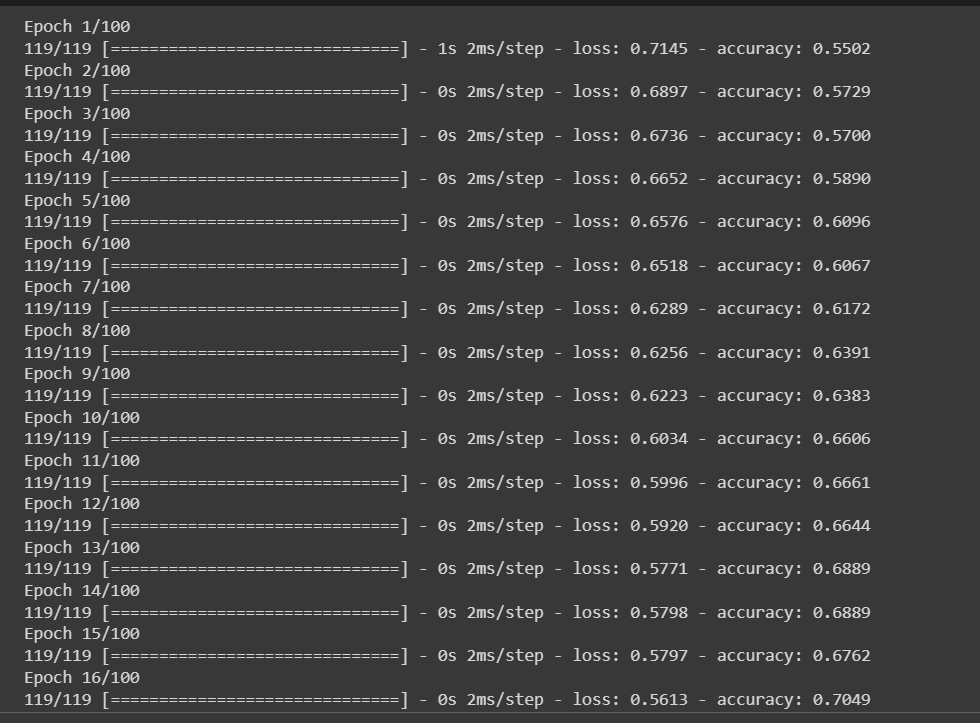 Epoch 1/100
119/119 [==============================] - 1s 2ms/step - loss: 0.7145 - accuracy: 0.5502
Epoch 2/100
119/119 [==============================] - 0s 2ms/step - loss: 0.6897 - accuracy: 0.5729
Epoch 3/100
119/119 [==============================] - 0s 2ms/step - loss: 0.6736 - accuracy: 0.5700
Epoch 4/100
119/119 [==============================] - 0s 2ms/step - loss: 0.6652 - accuracy: 0.5890
Epoch 5/100
119/119 [==============================] - 0s 2ms/step - loss: 0.6576 - accuracy: 0.6096
Epoch 6/100
119/119 [==============================] - 0s 2ms/step - loss: 0.6518 - accuracy: 0.6067
Epoch 7/100
119/119 [==============================] - 0s 2ms/step - loss: 0.6289 - accuracy: 0.6172
Epoch 8/100
119/119 [==============================] - 0s 2ms/step - loss: 0.6256 - accuracy: 0.6391
Epoch 9/100
119/119 [==============================] - 0s 2ms/step - loss: 0.6223 - accuracy: 0.6383
Epoch 10/100
119/119 [==============================] - 0s 2ms/step - loss: 0.6034 - accuracy: 0.6606
Epoch 11/100
119/119 [==============================] - 0s 2ms/step - loss: 0.5996 - accuracy: 0.6661
Epoch 12/100
119/119 [==============================] - 0s 2ms/step - loss: 0.5920 - accuracy: 0.6644
Epoch 13/100
119/119 [==============================] - 0s 2ms/step - loss: 0.5771 - accuracy: 0.6889
Epoch 14/100
119/119 [==============================] - 0s 2ms/step - loss: 0.5798 - accuracy: 0.6889
Epoch 15/100
119/119 [==============================] - 0s 2ms/step - loss: 0.5797 - accuracy: 0.6762
Epoch 16/100
119/119 [==============================] - 0s 2ms/step - loss: 0.5613 - accuracy: 0.7049